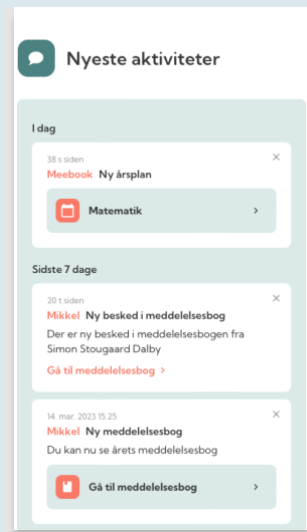 Nyeste aktiviteter
I dag
38 s siden
Meebook Ny årsplan
Matematik
Sidste 7 dage
20 t siden
Mikkel Ny besked i meddelelsesbog
Der er ny besked i meddelelsesbogen fra
Simon Stougaard Dalby
Gå til meddelelsesbog
14. mar. 2023 15.25
Mikkel Ny meddelelsesbog
Du kan nu se årets meddelelsesbog
Gå til meddelelsesbog